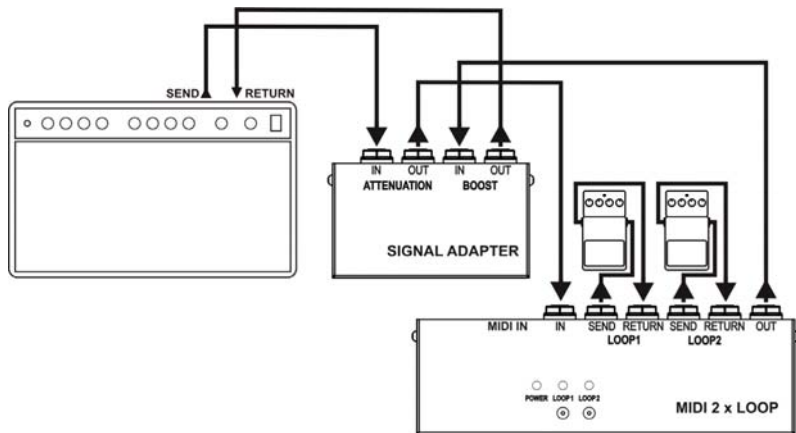 SEND RETURN
IN OUT IN OUT
ATTENUATION BOOST
SIGNAL ADAPTER
MIDI IN IN SEND RETURN SEND RETURN OUT
LOOP1 LOOP2
POWER LOOP1 LOOP2
MIDI 2 x LOOP